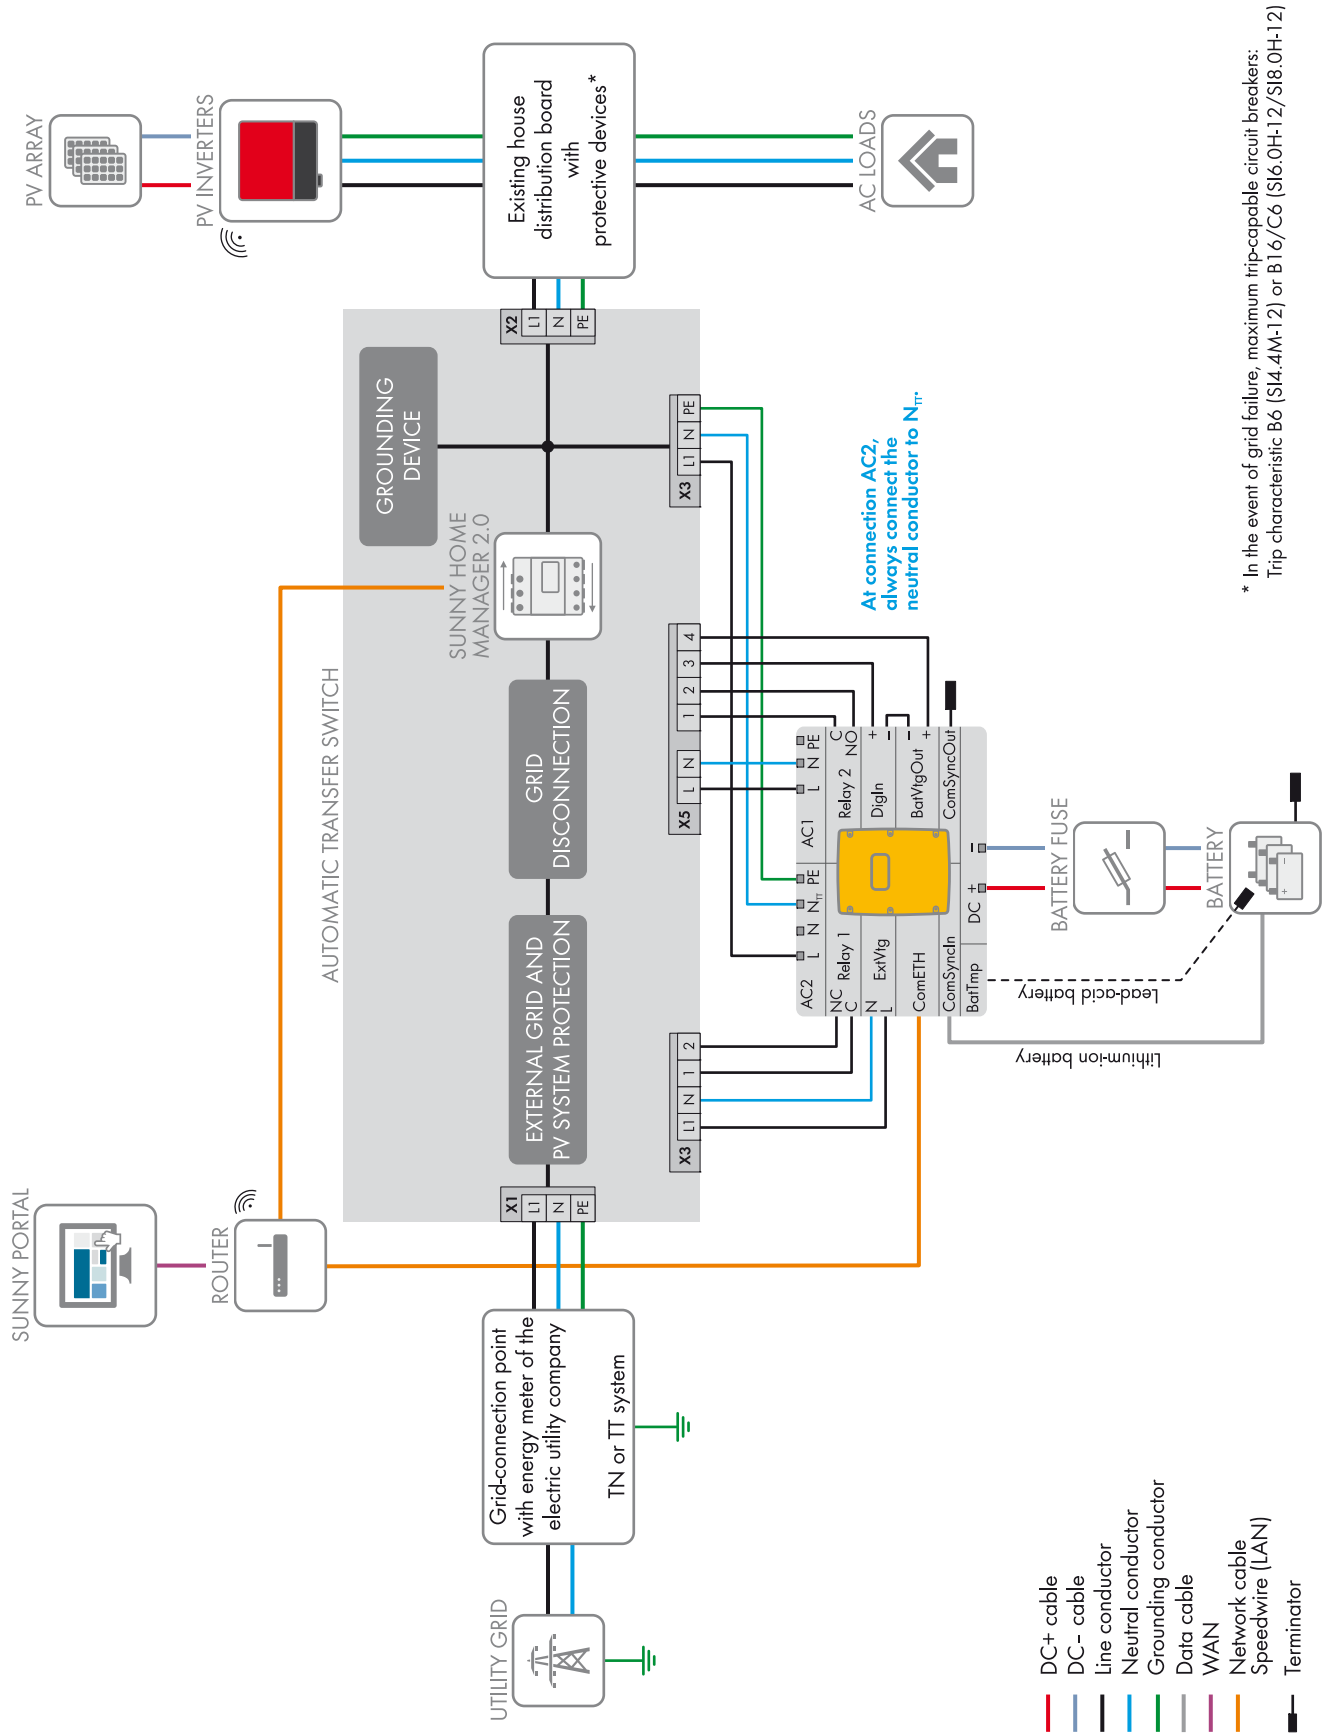 SUNNY PORTAL
ROUTER
PV ARRAY
PV INVERTERS
UTILITY GRID
Grid-connection point
with energy meter of the
electric utility company
TN or TT system
AUTOMATIC TRANSFER SWITCH
X1
L1
N
PE
EXTERNAL GRID AND
PV SYSTEM PROTECTION
GRID
DISCONNECTION
SUNNY HOME
MANAGER 2.0
GROUNDING
DEVICE
X2
L1
N
PE
Existing house
distribution board
with
protective devices*
AC LOADS
X3
L1
N
1
2
X5
L
N
1
2
3
4
X3
L1
N
PE
At connection AC2,
always connect the
neutral conductor to NTT.
AC2
L
N
NTT
PE
AC1
L
N
PE
NC
C
Relay 1
Relay 2
C
NO
N
L
ExtVtg
DigIn
+
−
ComETH
BatVtgOut
−
+
ComSyncIn
ComSyncOut
BatTmp
DC
+
−
Lead-acid battery
Lithium-ion battery
BATTERY FUSE
BATTERY
+
−
DC+ cable
DC− cable
Line conductor
Neutral conductor
Grounding conductor
Data cable
WAN
Network cable
Speedwire (LAN)
Terminator
* In the event of grid failure, maximum trip-capable circuit breakers:
Trip characteristic B6 (SI4.4M-12) or B16/C6 (SI6.0H-12/SI8.0H-12)